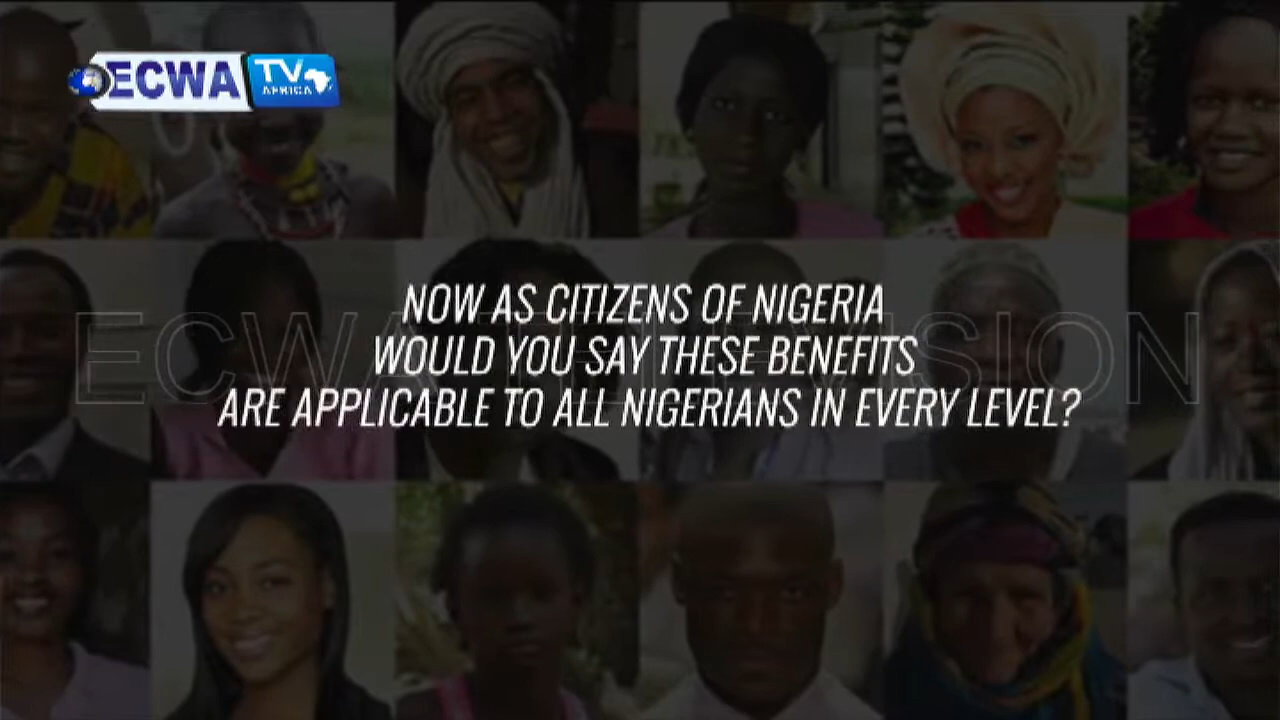 ECWA TV
AFRICA
NOW AS CITIZENS OF NIGERIA
WOULD YOU SAY THESE BENEFITS
ARE APPLICABLE TO ALL NIGERIANS IN EVERY LEVEL?